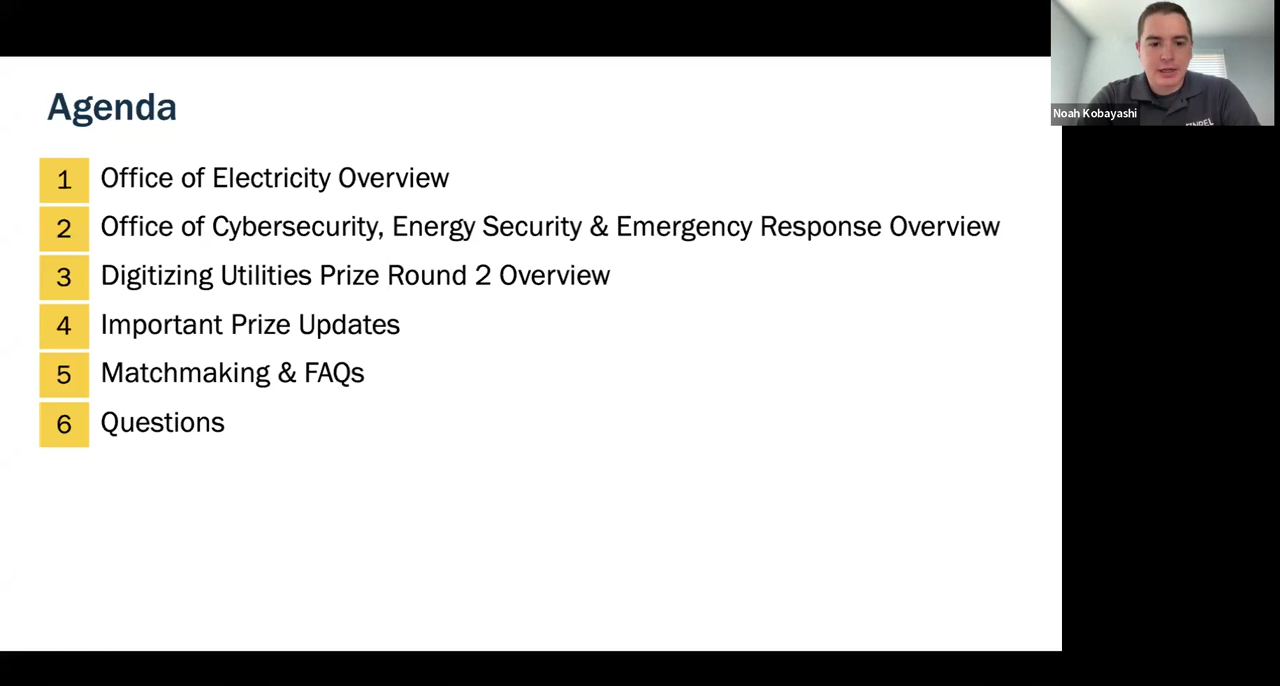 Agenda
1 Office of Electricity Overview
2 Office of Cybersecurity, Energy Security & Emergency Response Overview
3 Digitizing Utilities Prize Round 2 Overview
4 Important Prize Updates
5 Matchmaking & FAQs
6 Questions
Noah Kobayashi